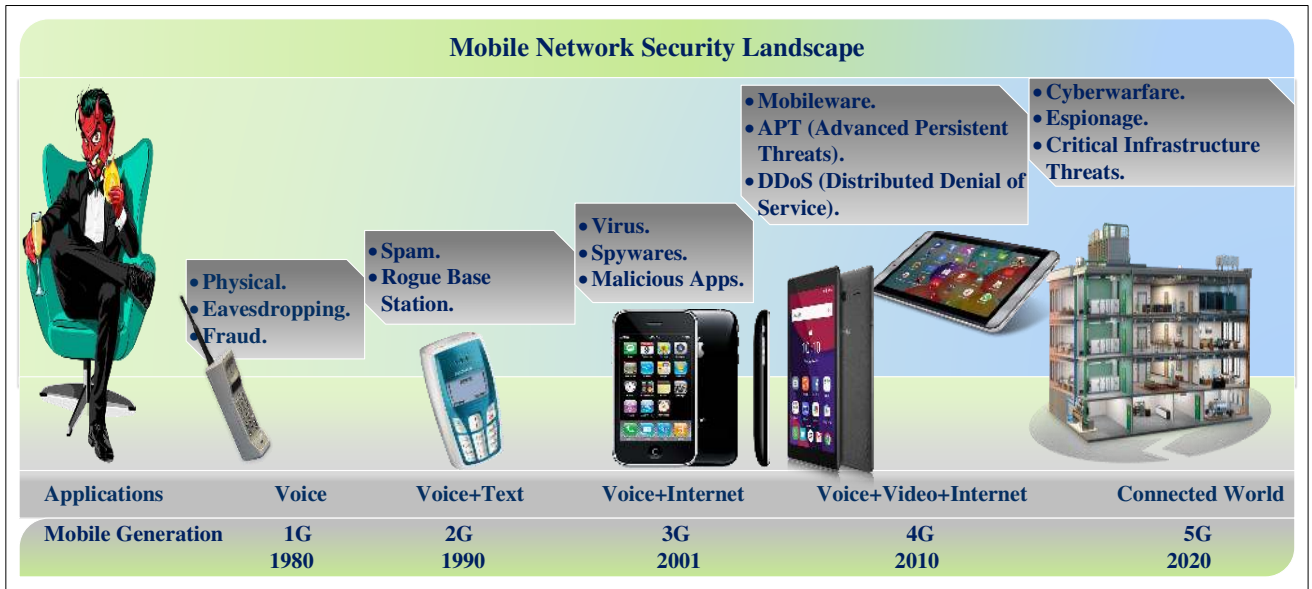 Mobile Network Security Landscape
• Physical.
• Eavesdropping.
• Fraud.
• Spam.
• Rogue Base
Station.
• Virus.
• Spywares.
• Malicious Apps.
• Mobileware.
• APT (Advanced Persistent
Threats).
• DDoS (Distributed Denial of
Service).
• Cyberwarfare.
• Espionage.
• Critical Infrastructure
Threats.
Applications Voice Voice+Text Voice+Internet Voice+Video+Internet Connected World
Mobile Generation 1G 2G 3G 4G 5G
1980 1990 2001 2010 2020